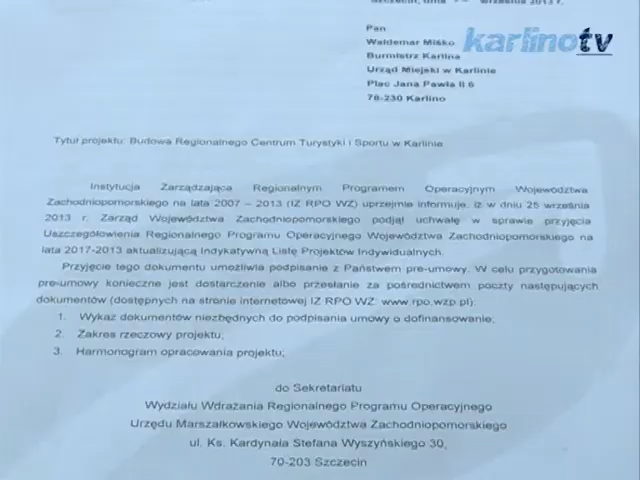 Szczecin, dnia września 2013 r.
Pan
Waldemar Miśko
karlinotv
Burmistrz Karlina
Urząd Miejski w Karlinie
Plac Jana Pawła II 6
78-230 Karlino
Tytuł projektu: Budowa Regionalnego Centrum Turystyki i Sportu w Karlinie
Instytucja Zarządzająca Regionalnym Programem Operacyjnym Województwa
Zachodniopomorskiego na lata 2007 – 2013 (IZ RPO WZ) uprzejmie informuje, iż w dniu 25 września
2013 r. Zarząd Województwa Zachodniopomorskiego podjął uchwałę w sprawie przyjęcia
Uszczegółowienia Regionalnego Programu Operacyjnego Województwa Zachodniopomorskiego na
lata 2017-2013 aktualizującą Indykatywną Listę Projektów Indywidualnych.
Przyjęcie tego dokumentu umożliwia podpisanie z Państwem pre-umowy. W celu przygotowania
pre-umowy konieczne jest dostarczenie albo przesłanie za pośrednictwem poczty następujących
dokumentów (dostępnych na stronie internetowej IZ RPO WZ: www.rpo.wzp.pl):
1. Wykaz dokumentów niezbędnych do podpisania umowy o dofinansowanie;
2. Zakres rzeczowy projektu;
3. Harmonogram opracowania projektu;
do Sekretariatu
Wydziału Wdrażania Regionalnego Programu Operacyjnego
Urzędu Marszałkowskiego Województwa Zachodniopomorskiego
ul. Ks. Kardynała Stefana Wyszyńskiego 30,
70-203 Szczecin